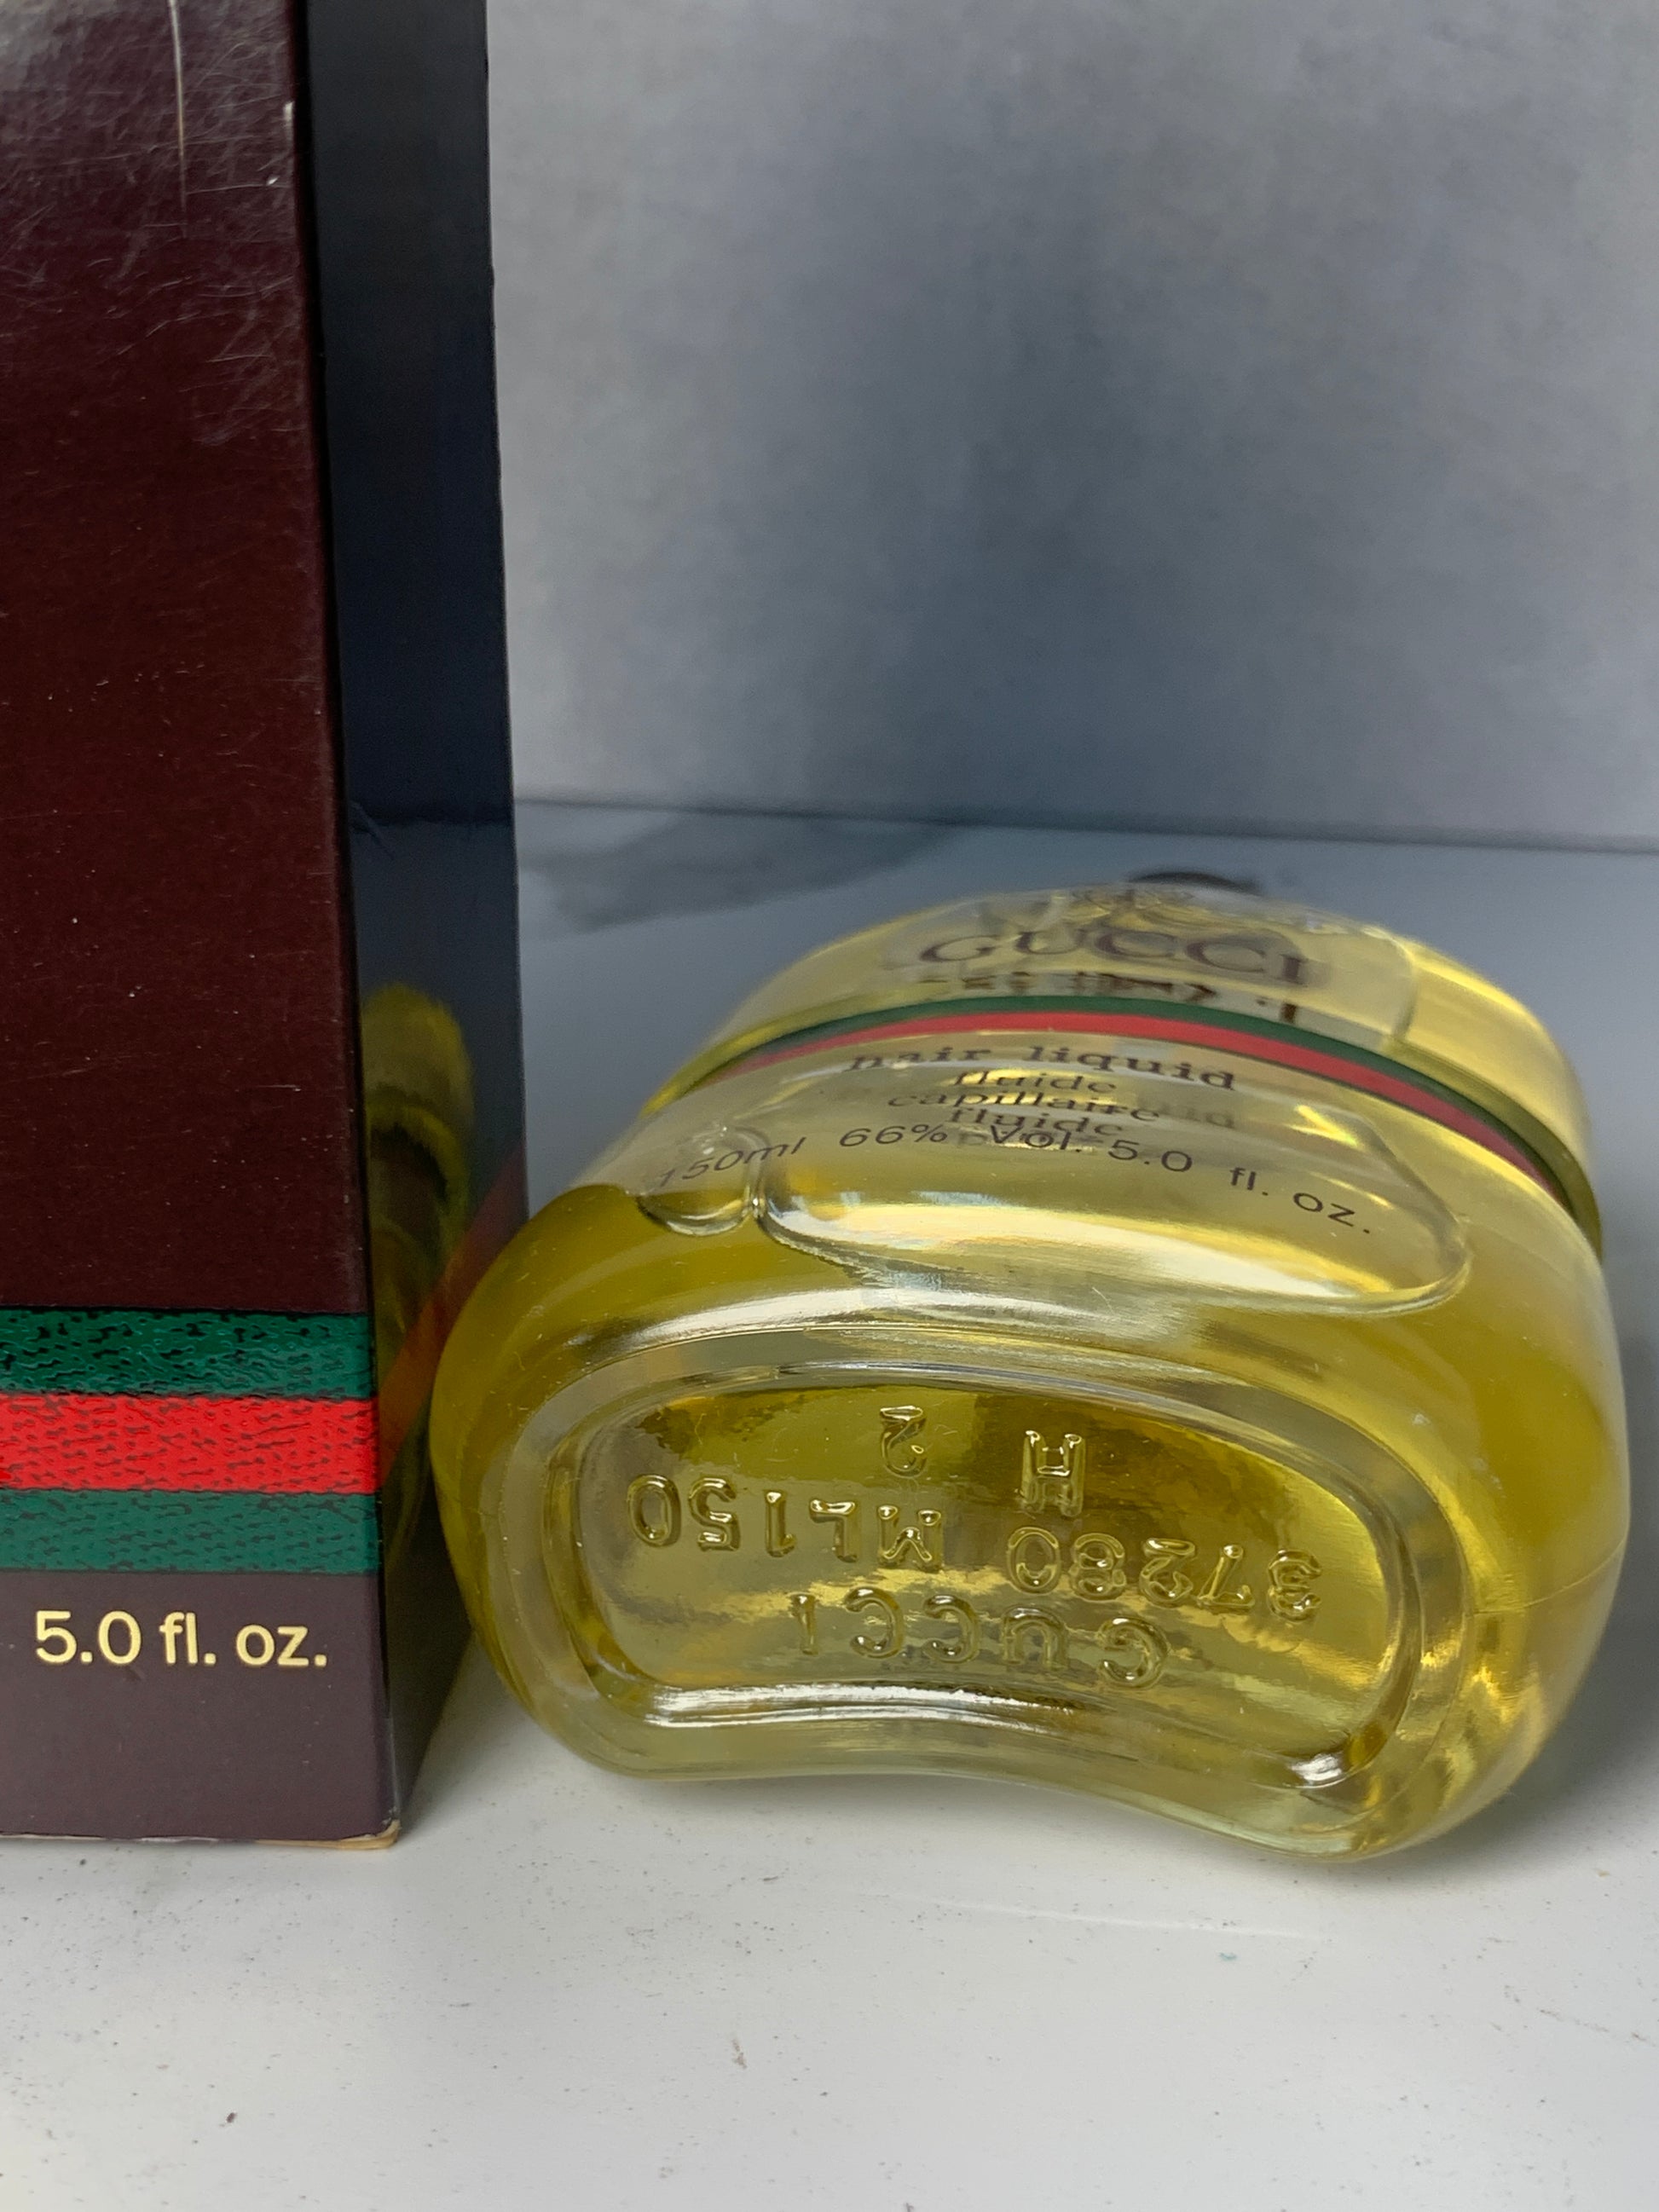 5.0 fl. oz.
GUCCI
hair liquid
fluide
capillaire
150ml 66% Vol. 5.0 fl. oz.
GUCCI
37280 ML150
H 2